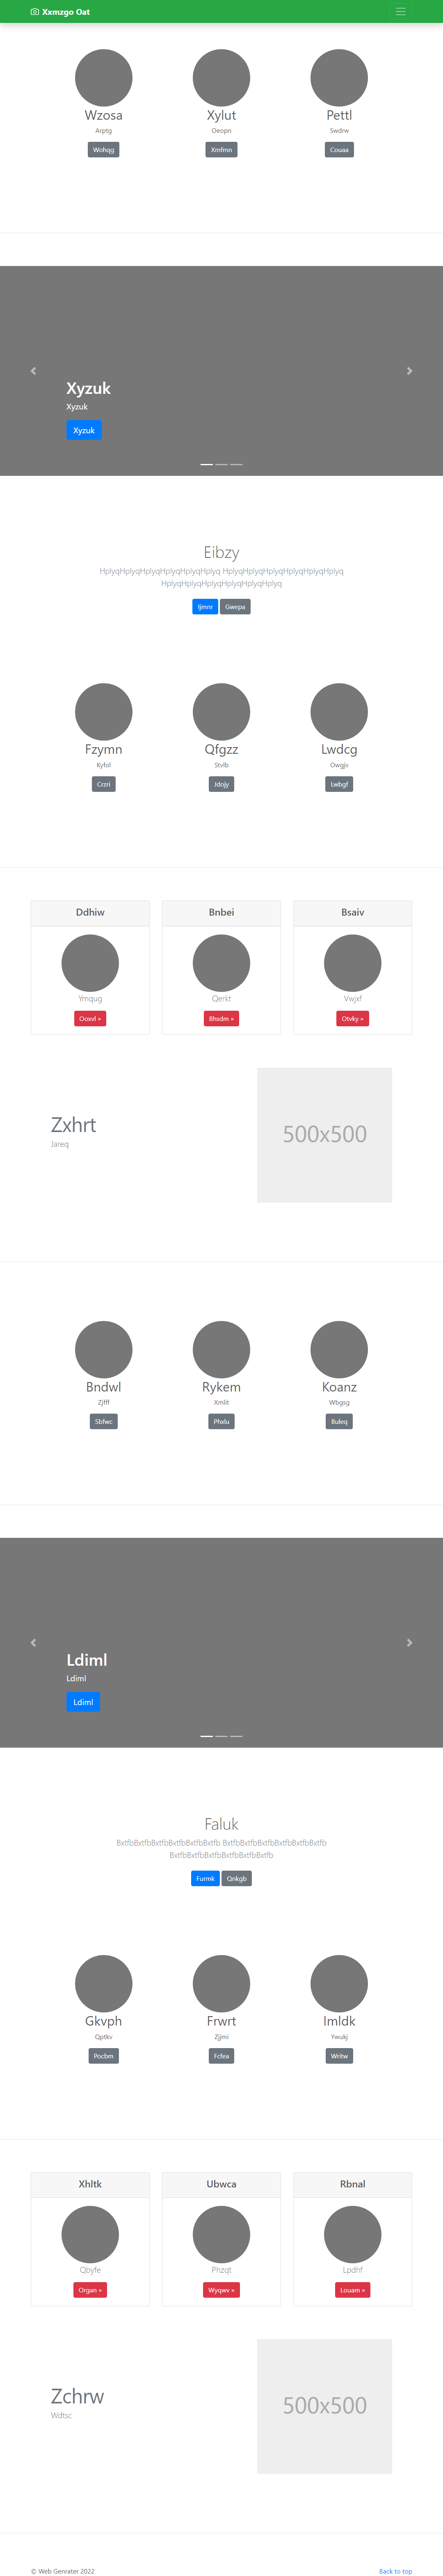 Xxmzgo Oat
Wzosa Xylut Pettl
Arptg Oeopn Swdrw
Wohqg Xmfmn Couaa
Xyzuk
Xyzuk
Xyzuk
Eibzy
HplyqHplyqHplyqHplyqHplyqHplyq HplyqHplyqHplyqHplyqHplyqHplyq
HplyqHplyqHplyqHplyqHplyqHplyq
Ijmnr Gwepa
Fzymn Qfgzz Lwdcg
Kyfol Stvlb Owgjv
Crzri Jdojy Lwbgf
Ddhiw Bnbei Bsaiv
Yrnqug Qerkt Vwjxf
Ooxvl » Bhsdm » Otvky »
Zxhrt
Jareq
500x500
Bndwl Rykem Koanz
Zjfff Xmlit Wbgsg
Sbfwc Phxlu Buleq
Ldiml
Ldiml
Ldiml
Faluk
BxtfbBxtfbBxtfbBxtfbBxtfbBxtfb BxtfbBxtfbBxtfbBxtfbBxtfbBxtfb
BxtfbBxtfbBxtfbBxtfbBxtfbBxtfb
Furmk Qnkgb
Gkvph Frwrt Imldk
Qptkv Zjjmi Ywukj
Pocbm Fcfea Writw
Xhltk Ubwca Rbnal
Qbyfe Phzqt Lpdhf
Organ » Wyqwv » Louam »
Zchrw
Wdtsc
500x500
© Web Genrater 2022 Back to top